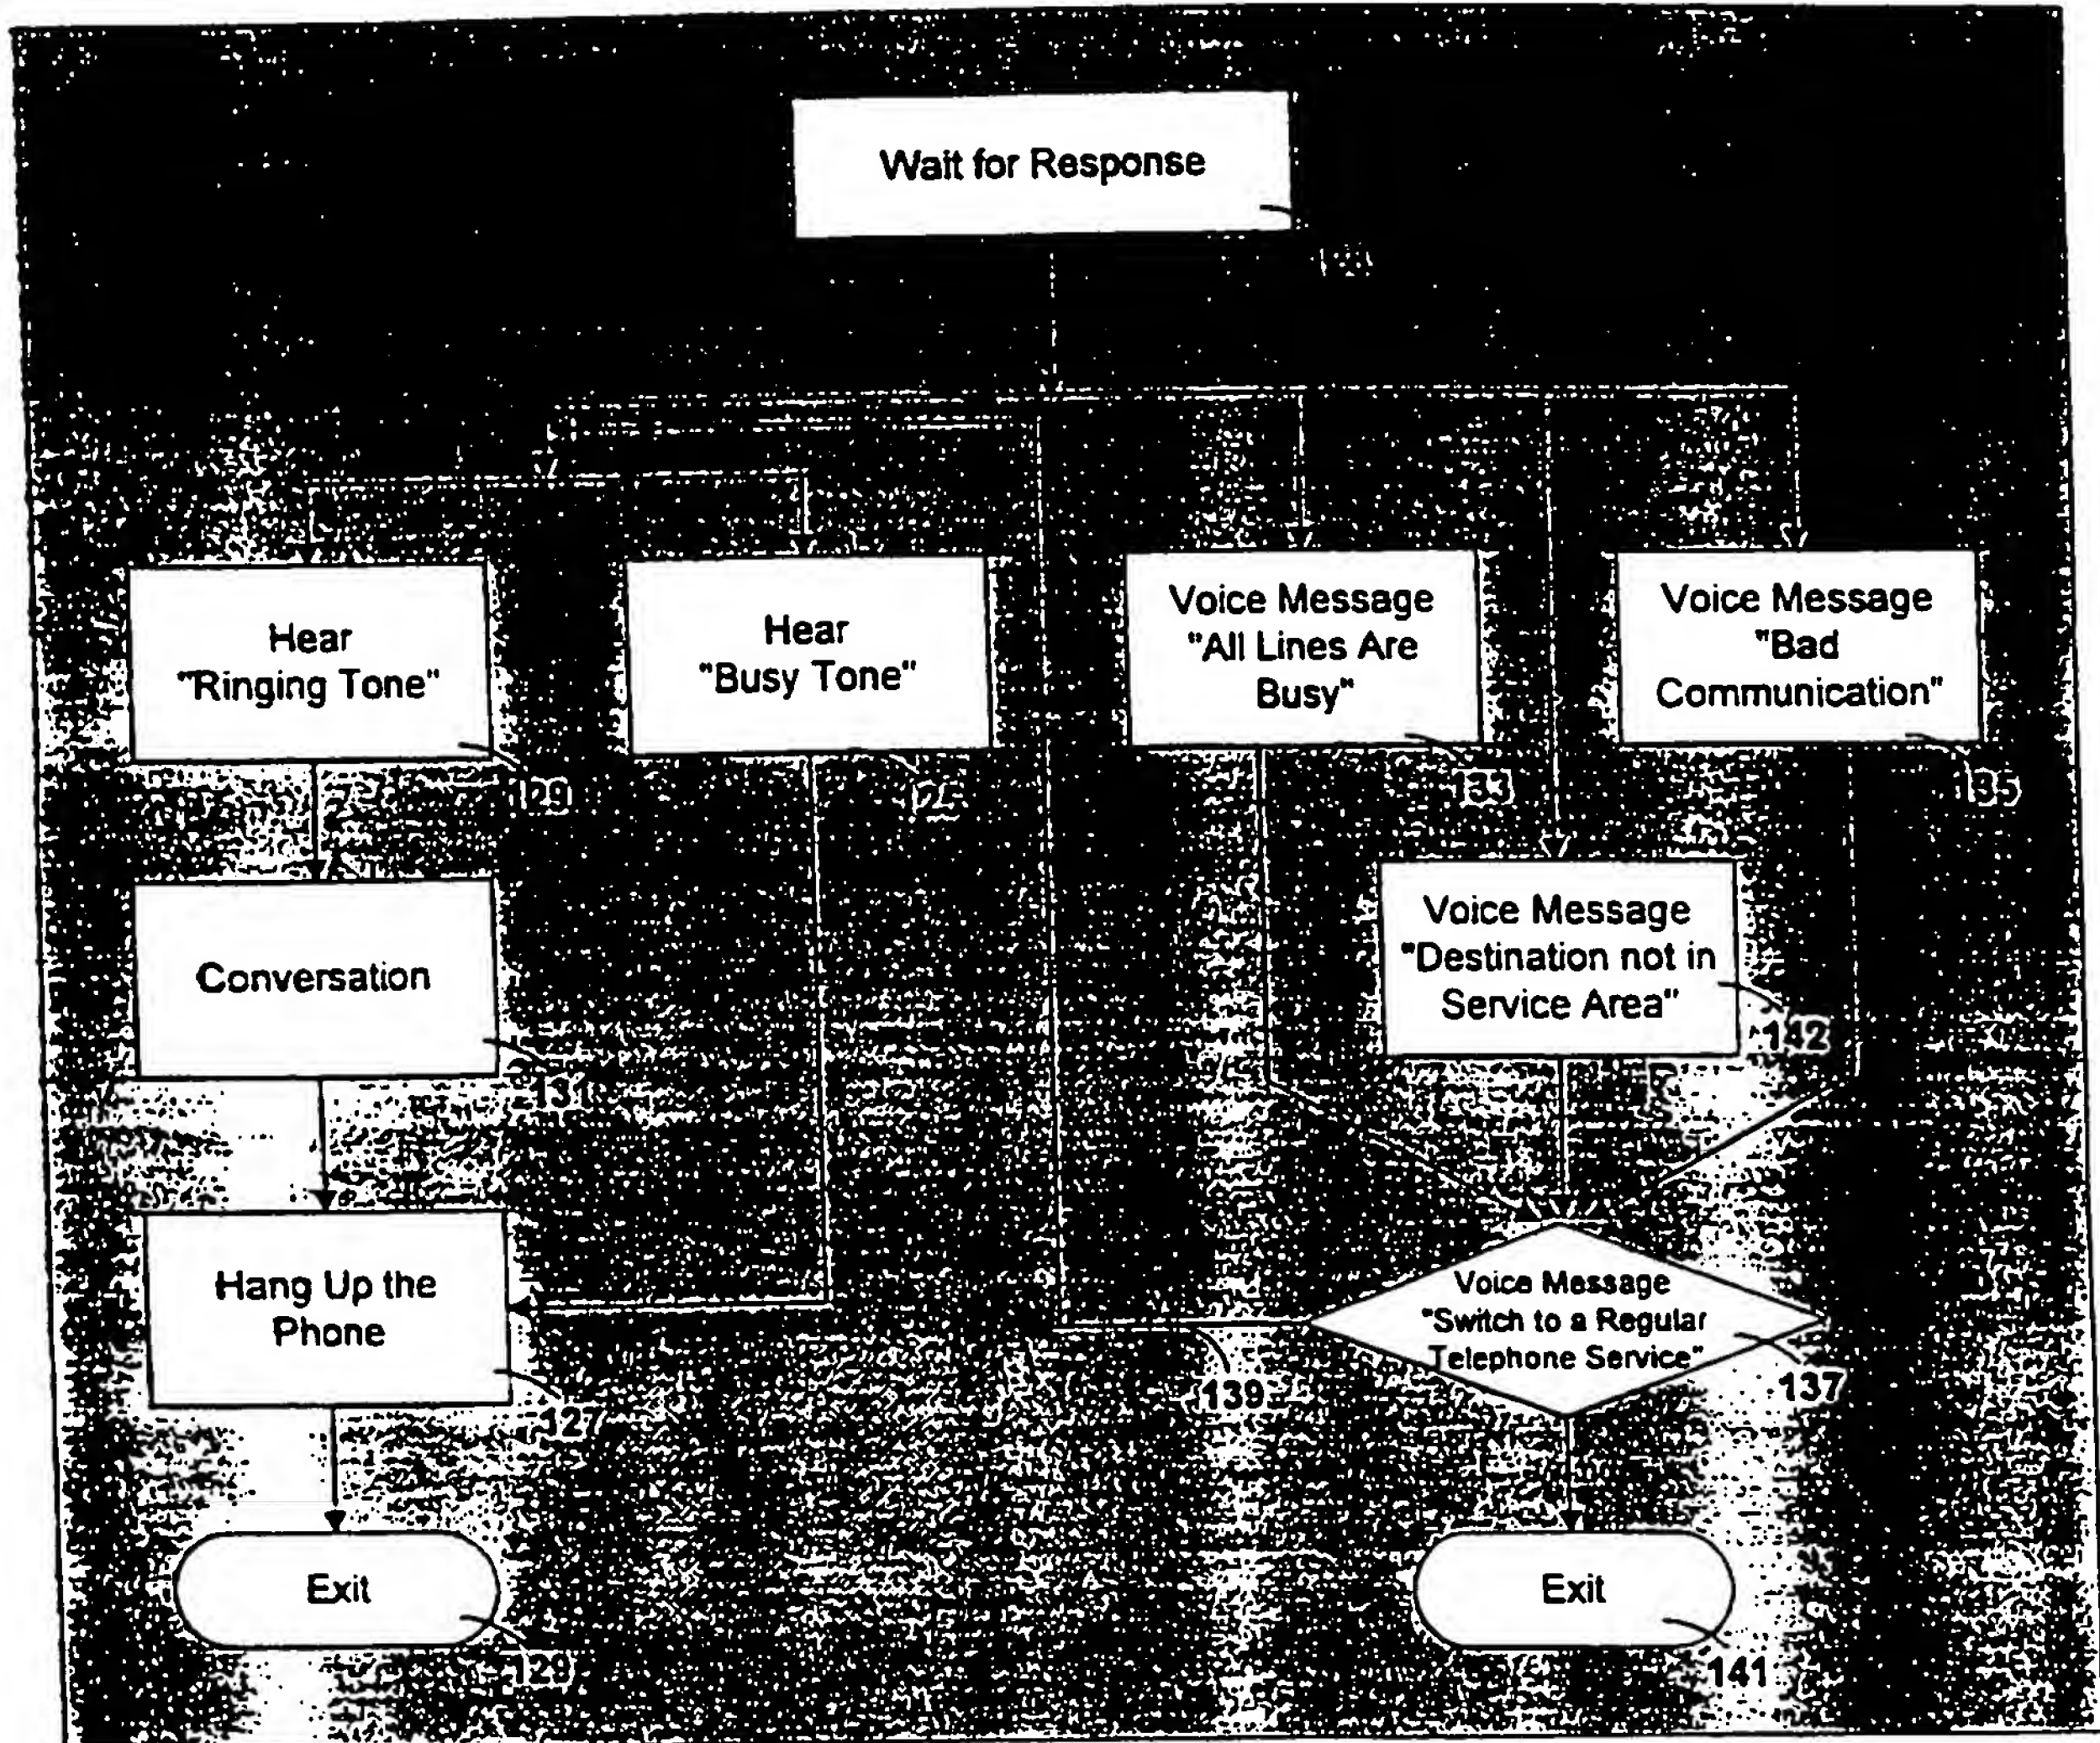 Wait for Response
Hear
"Ringing Tone"
129
Hear
"Busy Tone"
Voice Message
"All Lines Are
Busy"
133
Voice Message
"Bad
Communication"
135
Conversation
131
Voice Message
"Destination not in
Service Area"
142
Hang Up the
Phone
127
Voice Message
"Switch to a Regular
Telephone Service"
137
139
Exit
Exit
141